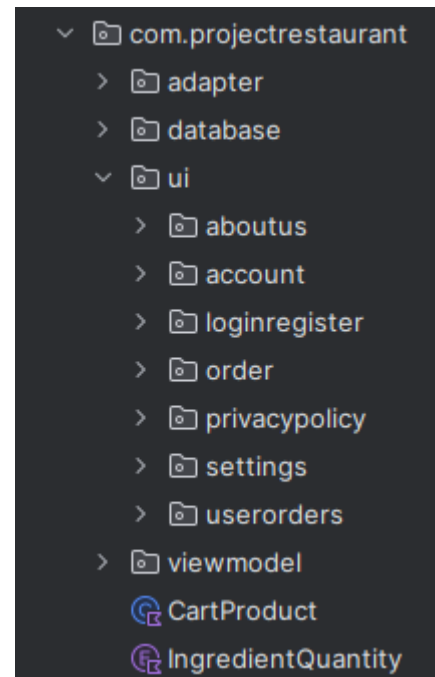 com.projectrestaurant
adapter
database
ui
aboutus
account
loginregister
order
privacypolicy
settings
userorders
viewmodel
CartProduct
IngredientQuantity